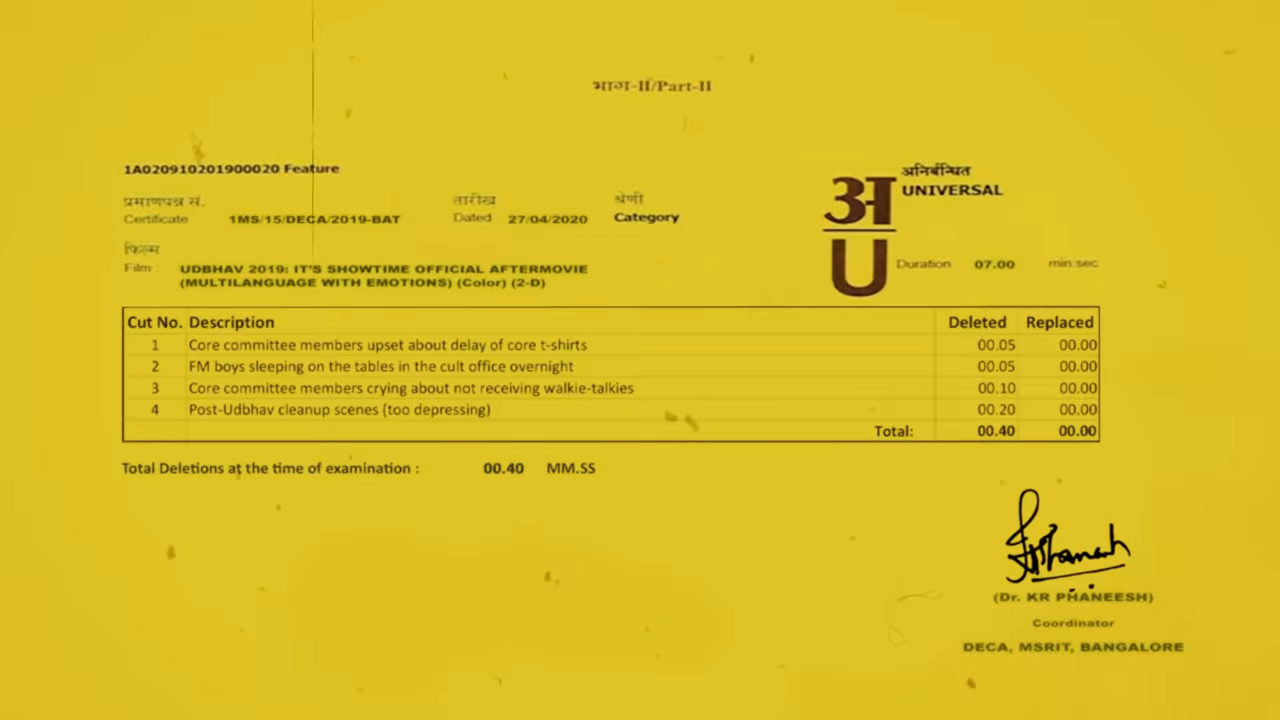 भाग-II/Part-II
1A020910201900020 Feature
अनिर्बन्धित
UNIVERSAL
अ
U
प्रमाणपत्र सं. तारीख श्रेणी
Certificate 1MS/15/DECA/2019-BAT Dated 27/04/2020 Category
फिल्म
Film : UDBHAV 2019: IT'S SHOWTIME OFFICIAL AFTERMOVIE
(MULTILANGUAGE WITH EMOTIONS) (Color) (2-D)
Duration 07.00 min:sec
Cut No. Description Deleted Replaced
1 Core committee members upset about delay of core t-shirts 00.05 00.00
2 FM boys sleeping on the tables in the cult office overnight 00.05 00.00
3 Core committee members crying about not receiving walkie-talkies 00.10 00.00
4 Post-Udbhav cleanup scenes (too depressing) 00.20 00.00
Total: 00.40 00.00
Total Deletions at the time of examination : 00.40 MM.SS
(Dr. KR PHANEESH)
Coordinator
DECA, MSRIT, BANGALORE